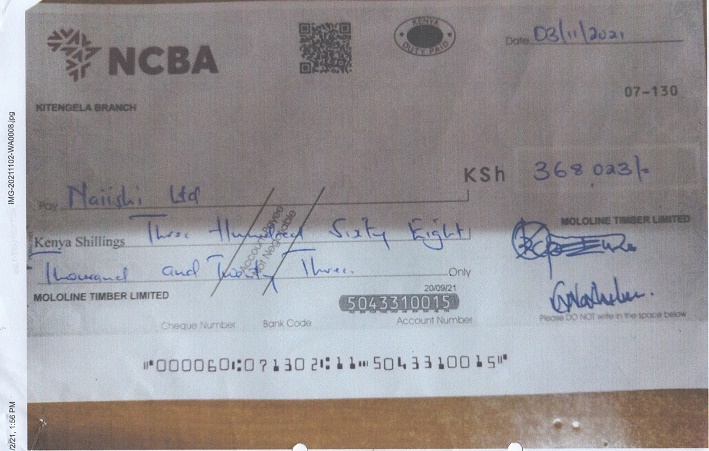 NCBA
KENYA
DUTY PAID
Date 03/11/2021
07-130
KITENGELA BRANCH
Pay Naiishi Ltd
KSh 368 023/-
Account Payee
Not Negotiable
Kenya Shillings Three Hundred Sixty Eight
Thousand and Twenty Three. Only
MOLOLINE TIMBER LIMITED
MOLOLINE TIMBER LIMITED
20/09/21
5043310015
Cheque Number Bank Code Account Number
Please DO NOT write in the space below
"000060:071302:11 5043310015"
IMG-20211102-WA0008.jpg
/2/21, 1:56 PM